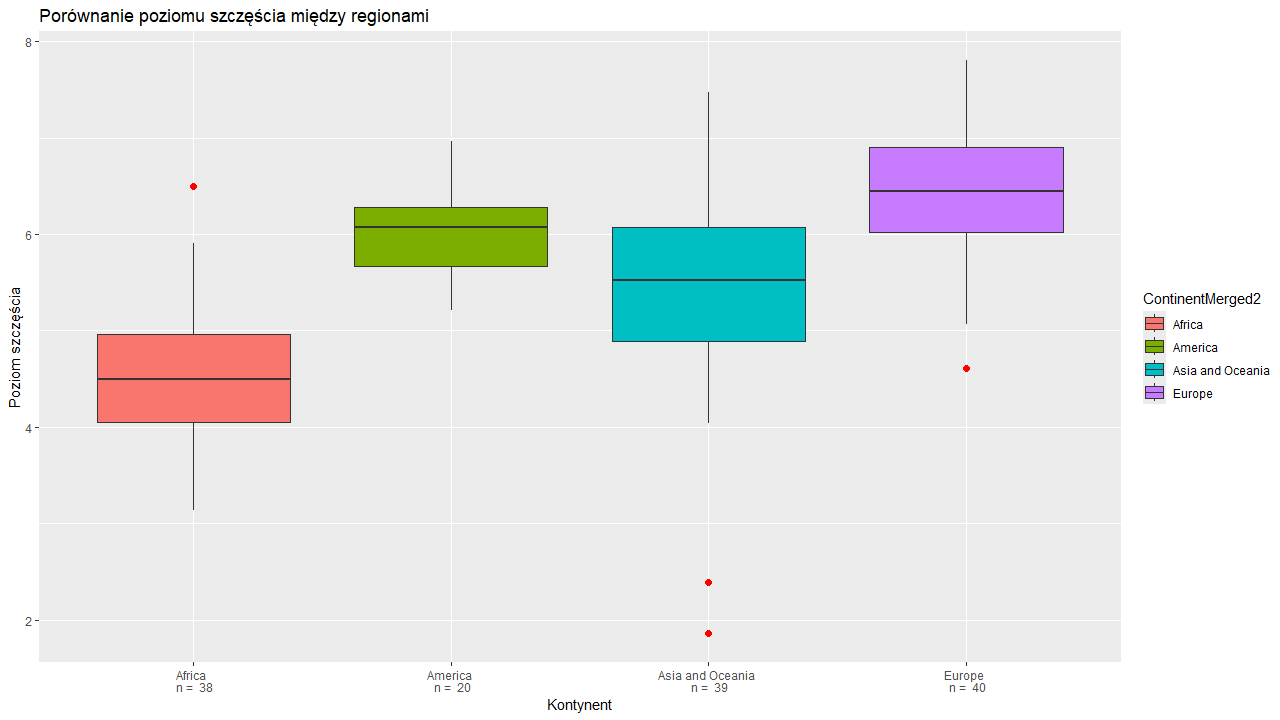 Porównanie poziomu szczęścia między regionami
Poziom szczęścia
8
6
4
2
Africa
n = 38
America
n = 20
Asia and Oceania
n = 39
Europe
n = 40
Kontynent
ContinentMerged2
Africa
America
Asia and Oceania
Europe